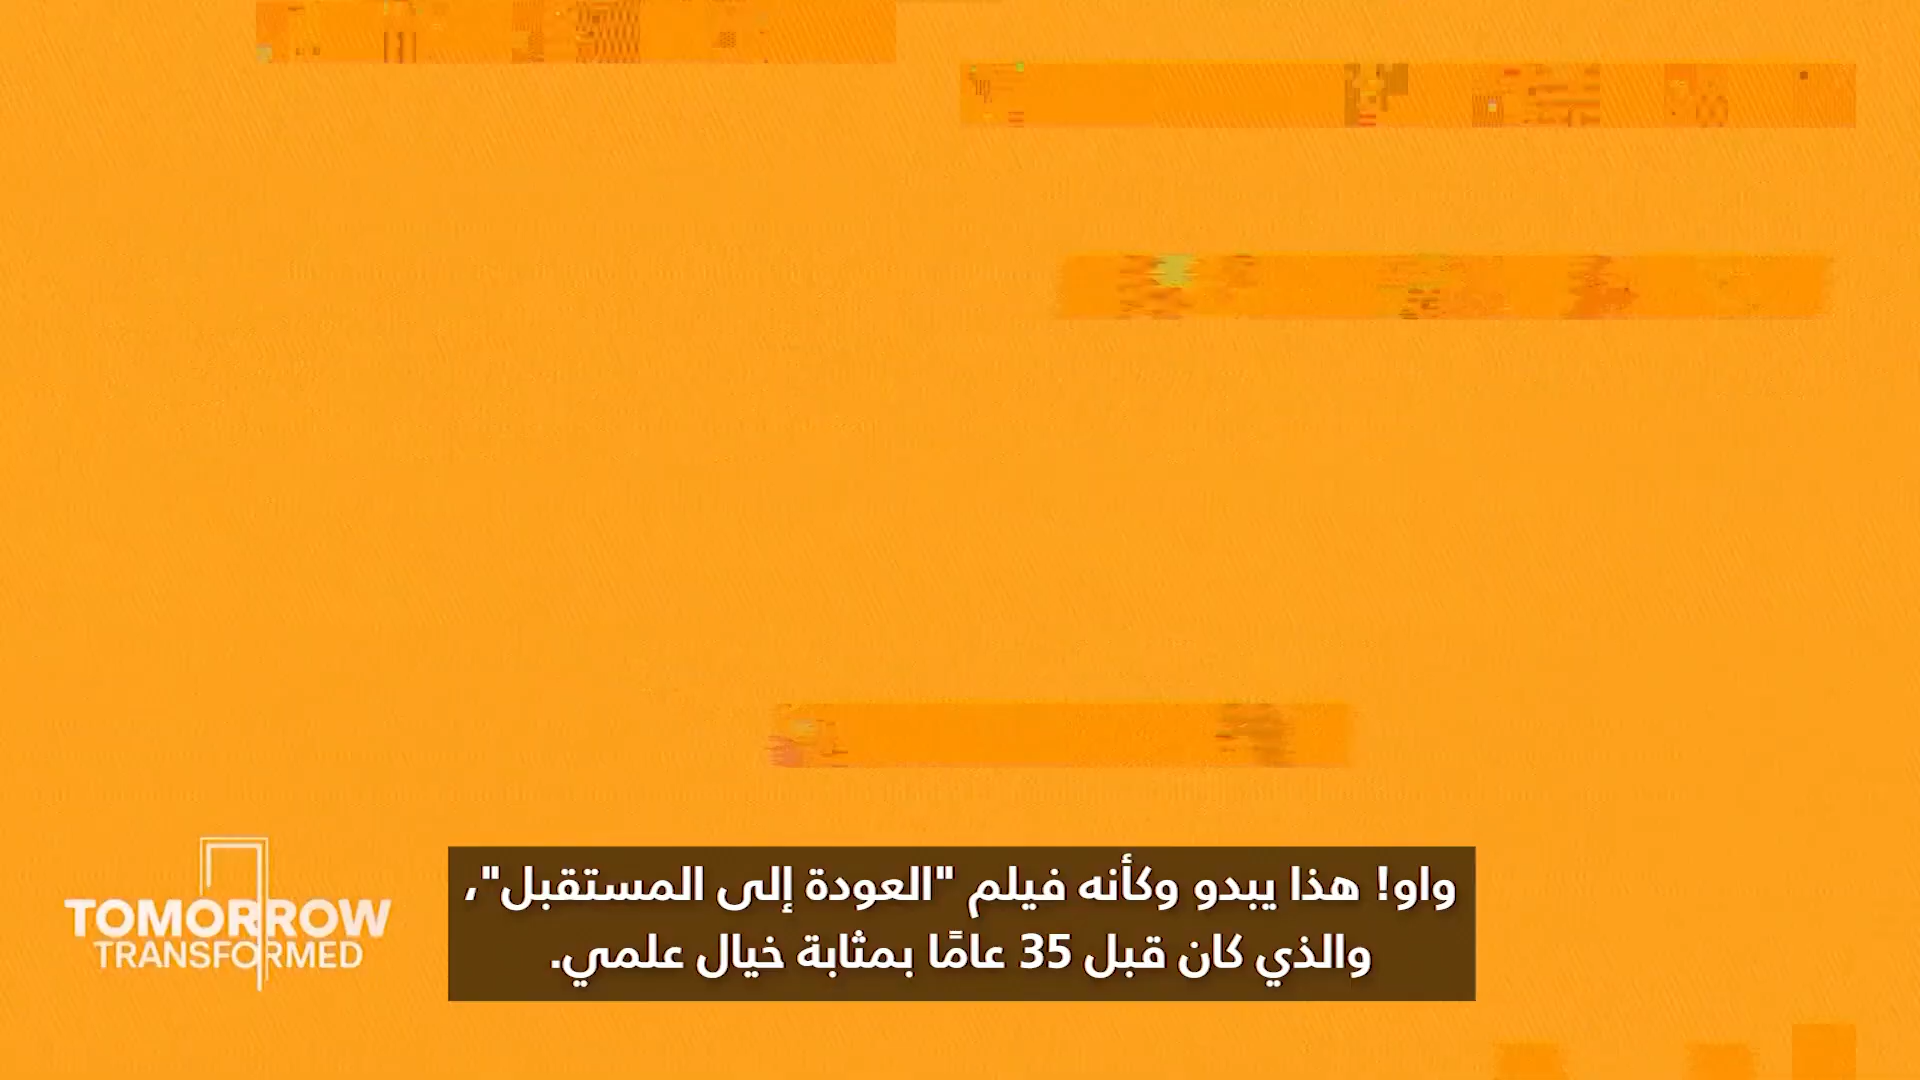 TOMORROW
TRANSFORMED
واو! هذا يبدو وكأنه فيلم "العودة إلى المستقبل"،
والذي كان قبل 35 عامًا بمثابة خيال علمي.